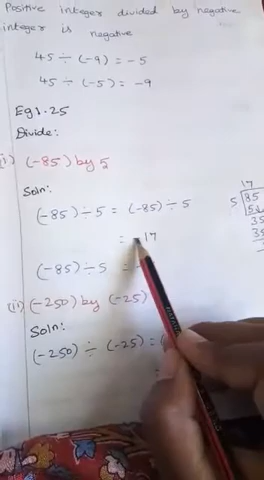 Positive integer divided by negative
integer is negative
45 ÷ (-9) = -5
45 ÷ (-5) = -9
Eg 1.25
Divide:
(i) (-85) by 5
Soln:
(-85) ÷ 5 = (-85) ÷ 5
= 17
17
5 85
35
35
(-85) ÷ 5 =
(ii) (-250) by (-25)
Soln:
(-250) ÷ (-25) = (